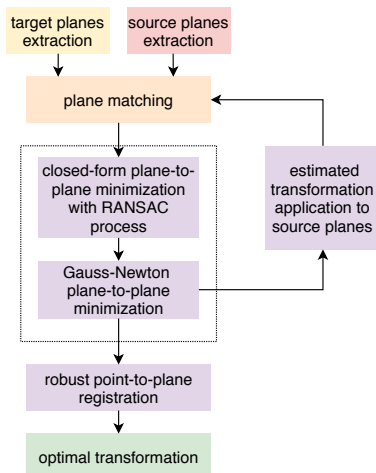 target planes
extraction
source planes
extraction
plane matching
closed-form plane-to-
plane minimization
with RANSAC
process
estimated
transformation
application to
source planes
Gauss-Newton
plane-to-plane
minimization
robust point-to-plane
registration
optimal transformation